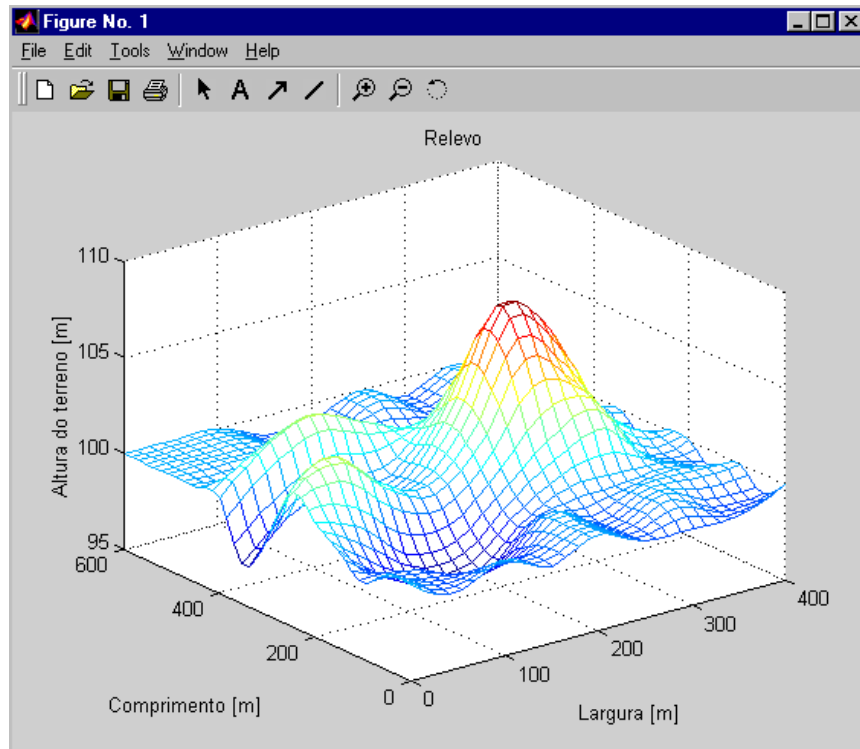 Figure No. 1
File Edit Tools Window Help
A
Relevo
110
105
100
95
Altura do terreno [m]
600
400
200
0
Comprimento [m]
0
100
200
300
400
Largura [m]